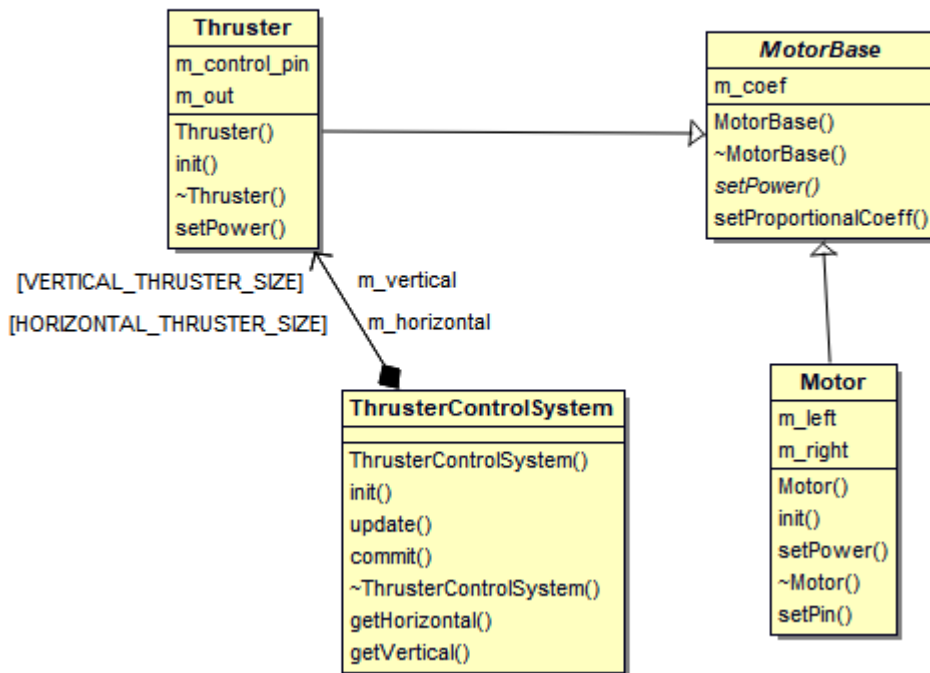 Thruster
m_control_pin
m_out
Thruster()
init()
~Thruster()
setPower()
MotorBase
m_coef
MotorBase()
~MotorBase()
setPower()
setProportionalCoeff()
[VERTICAL_THRUSTER_SIZE] m_vertical
[HORIZONTAL_THRUSTER_SIZE] m_horizontal
ThrusterControlSystem
ThrusterControlSystem()
init()
update()
commit()
~ThrusterControlSystem()
getHorizontal()
getVertical()
Motor
m_left
m_right
Motor()
init()
setPower()
~Motor()
setPin()